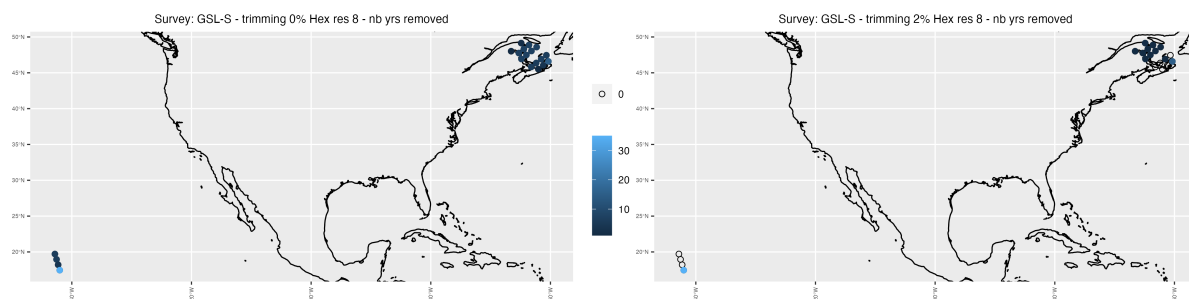 Survey: GSL-S - trimming 0% Hex res 8 - nb yrs removed
Survey: GSL-S - trimming 2% Hex res 8 - nb yrs removed
50°N
45°N
40°N
35°N
30°N
25°N
20°N
0
30
20
10
50°N
45°N
40°N
35°N
30°N
25°N
20°N